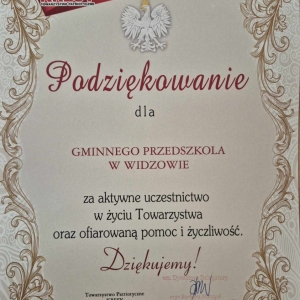 Podziękowanie
dla
GMINNEGO PRZEDSZKOLA
W WIDZOWIE
za aktywne uczestnictwo
w życiu Towarzystwa
oraz ofiarowaną pomoc i życzliwość.
Dziękujemy!
Towarzystwo Patriotyczne